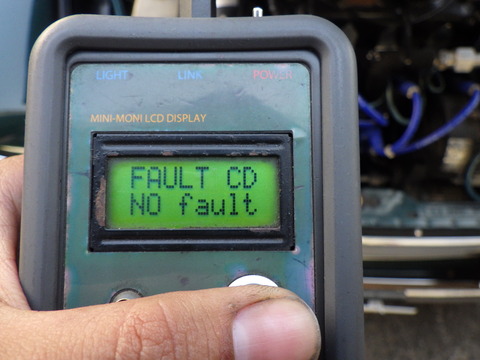 LIGHT LINK POWER
MINI-MONI LCD DISPLAY
FAULT CD
NO fault